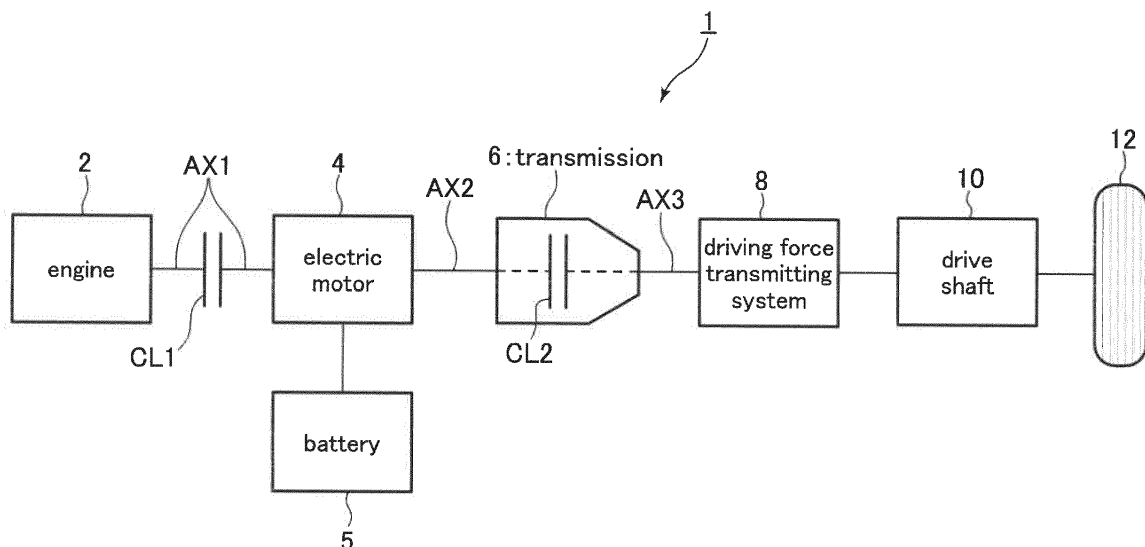 1
2
AX1
4
AX2
6:transmission
AX3
8
10
12
engine
electric
motor
driving force
transmitting
system
drive
shaft
CL1
CL2
battery
5